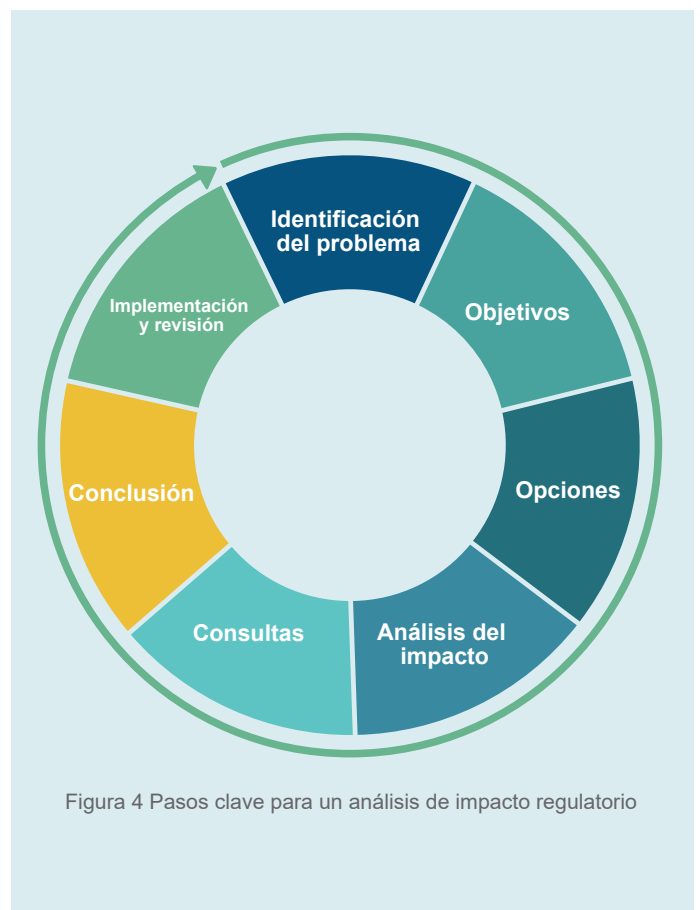 Identificación
del problema
Objetivos
Opciones
Análisis del
impacto
Consultas
Conclusión
Implementación
y revisión
Figura 4 Pasos clave para un análisis de impacto regulatorio